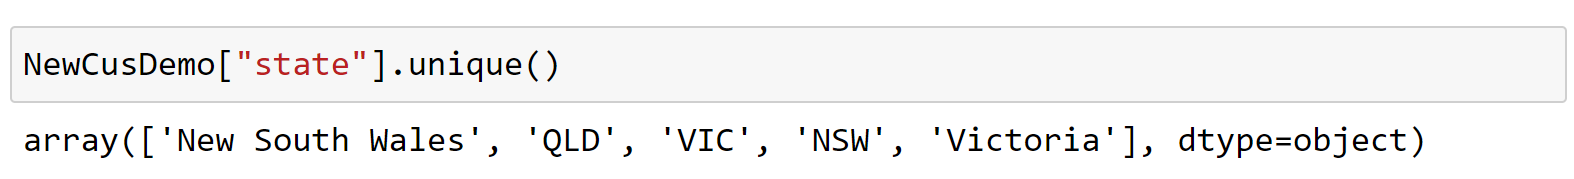 NewCusDemo["state"].unique()
array(['New South Wales', 'QLD', 'VIC', 'NSW', 'Victoria'], dtype=object)